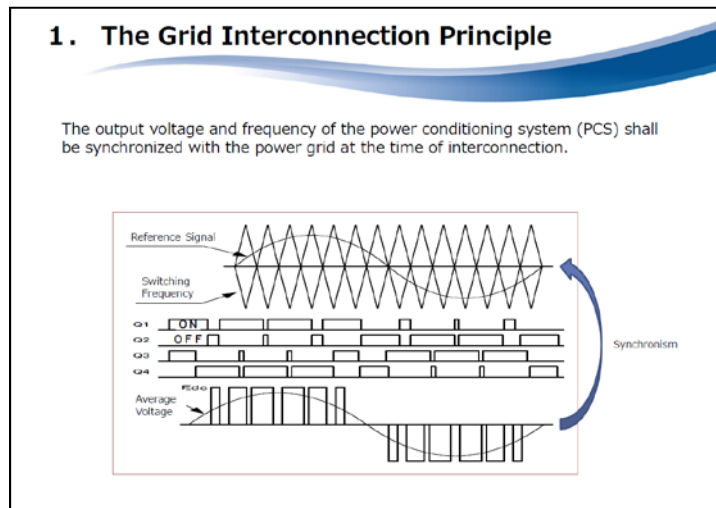 1. The Grid Interconnection Principle
The output voltage and frequency of the power conditioning system (PCS) shall
be synchronized with the power grid at the time of interconnection.
Reference Signal
Switching
Frequency
Q1 ON
Q2 OFF
Q3
Q4
Average
Voltage
Synchronism